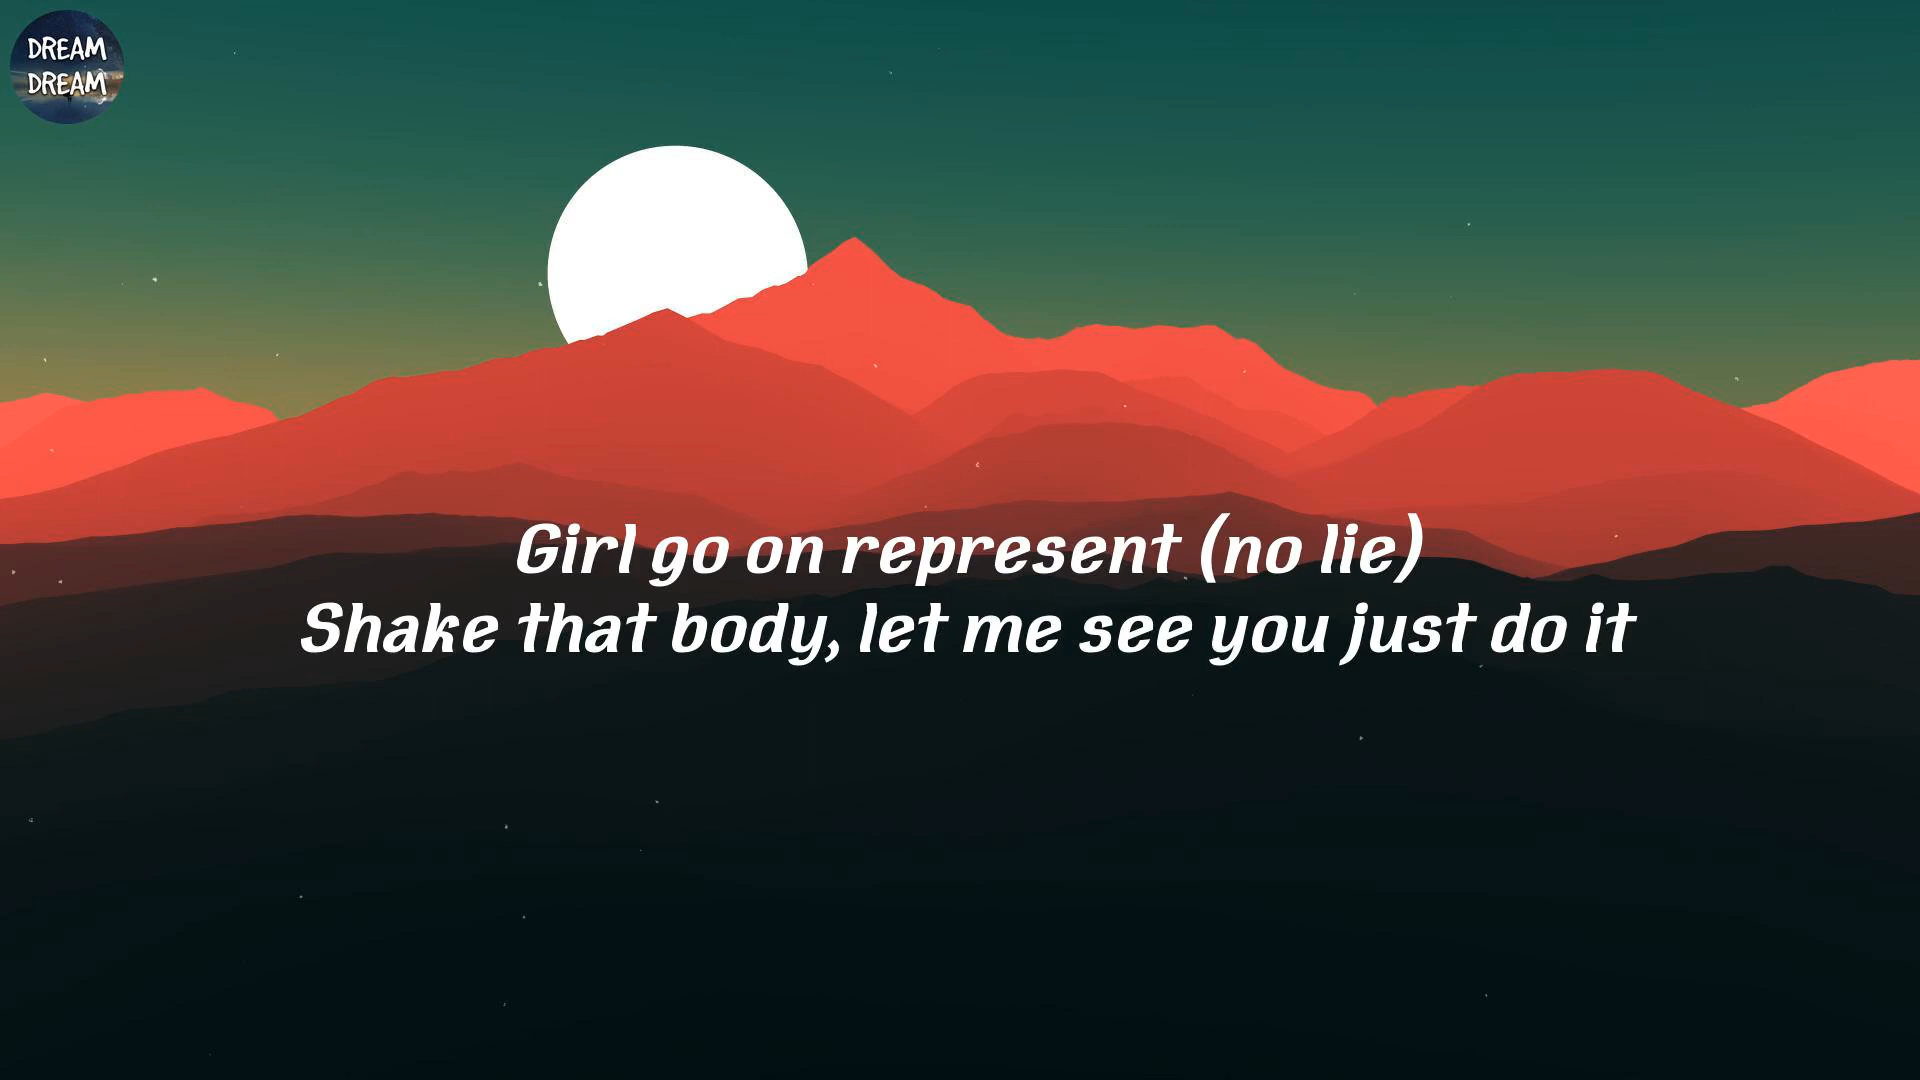 DREAM
DREAM
Girl go on represent (no lie)
Shake that body, let me see you just do it